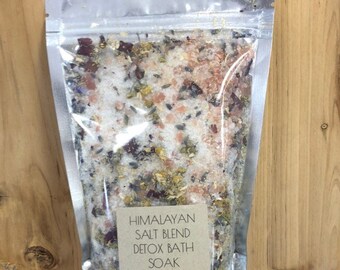 HIMALAYAN
SALT BLEND
DETOX BATH
SOAK